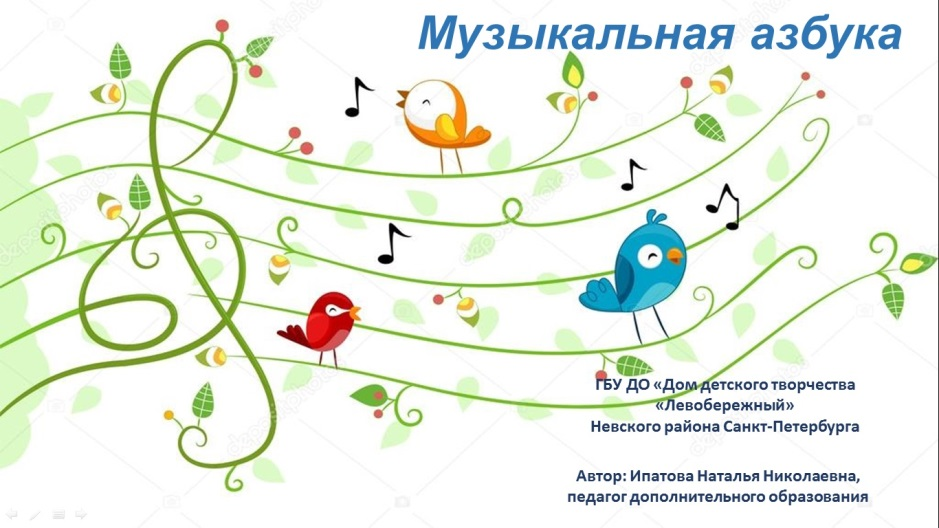 Музыкальная азбука
ГБУ ДО «Дом детского творчества
«Левобережный»
Невского района Санкт-Петербурга
Автор: Ипатова Наталья Николаевна,
педагог дополнительного образования